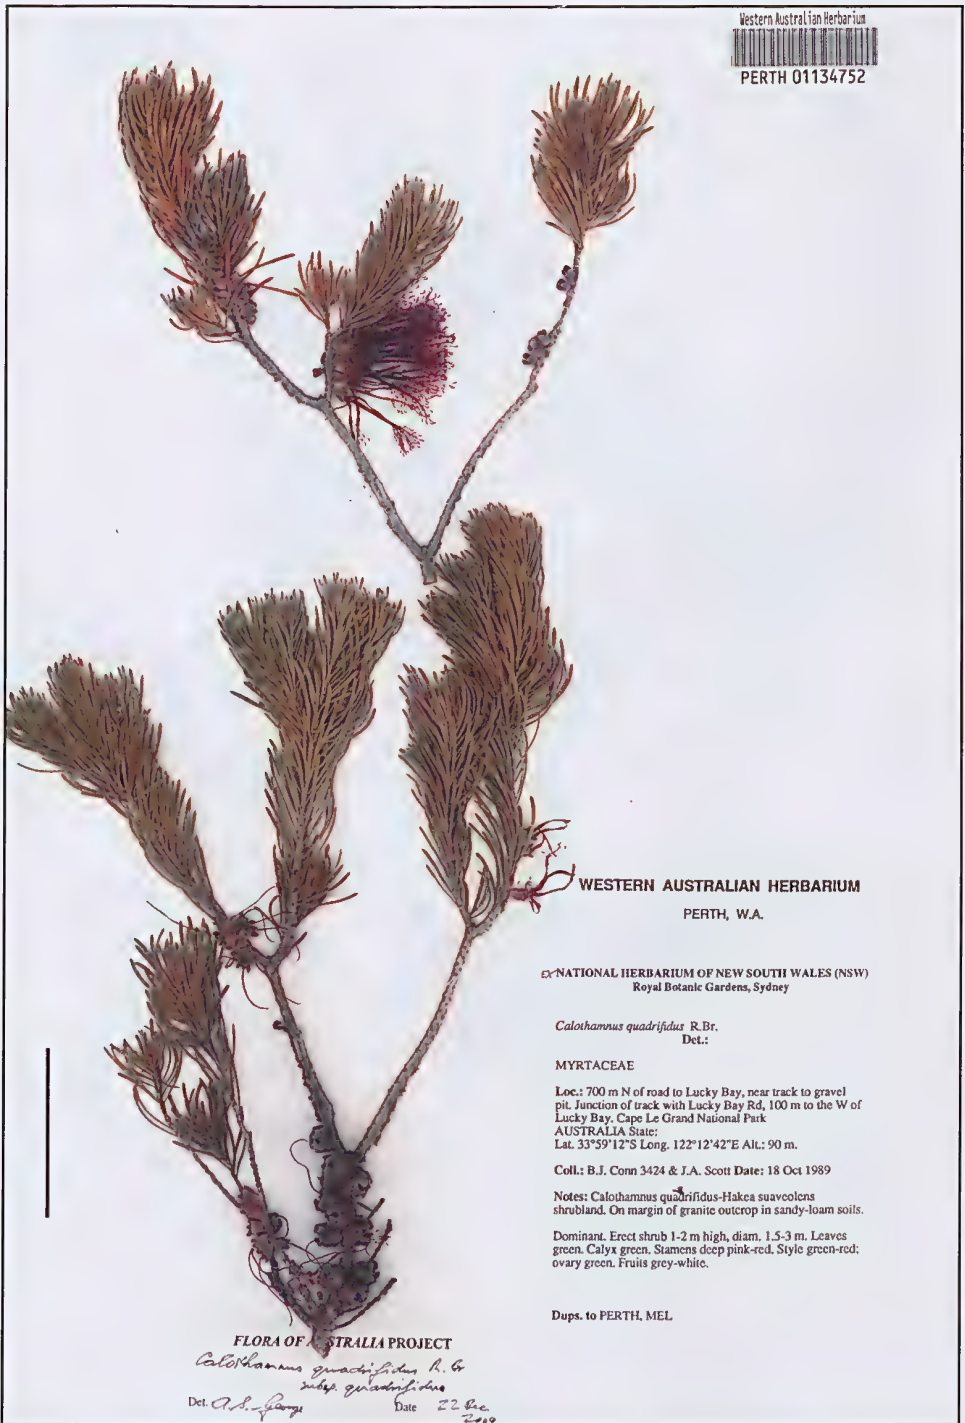 Western Australian Herbarium
PERTH 01134752
WESTERN AUSTRALIAN HERBARIUM
PERTH, W.A.
ex NATIONAL HERBARIUM OF NEW SOUTH WALES (NSW)
Royal Botanic Gardens, Sydney
Calothamnus quadrifidus R.Br.
Det.:
MYRTACEAE
Loc.: 700 m N of road to Lucky Bay, near track to gravel
pit. Junction of track with Lucky Bay Rd, 100 m to the W of
Lucky Bay. Cape Le Grand National Park
AUSTRALIA State:
Lat. 33°59'12"S Long. 122°12'42"E Alt.: 90 m.
Coll.: B.J. Conn 3424 & J.A. Scott Date: 18 Oct 1989
Notes: Calothamnus quadrifidus-Hakea suaveolens
shrubland. On margin of granite outcrop in sandy-loam soils.
Dominant. Erect shrub 1-2 m high, diam. 1.5-3 m. Leaves
green. Calyx green. Stamens deep pink-red. Style green-red;
ovary green. Fruits grey-white.
Dups. to PERTH, MEL
FLORA OF AUSTRALIA PROJECT
Calothamnus quadrifidus R. Br
subsp. quadrifidus
Det. A.S. George Date 22 Dec